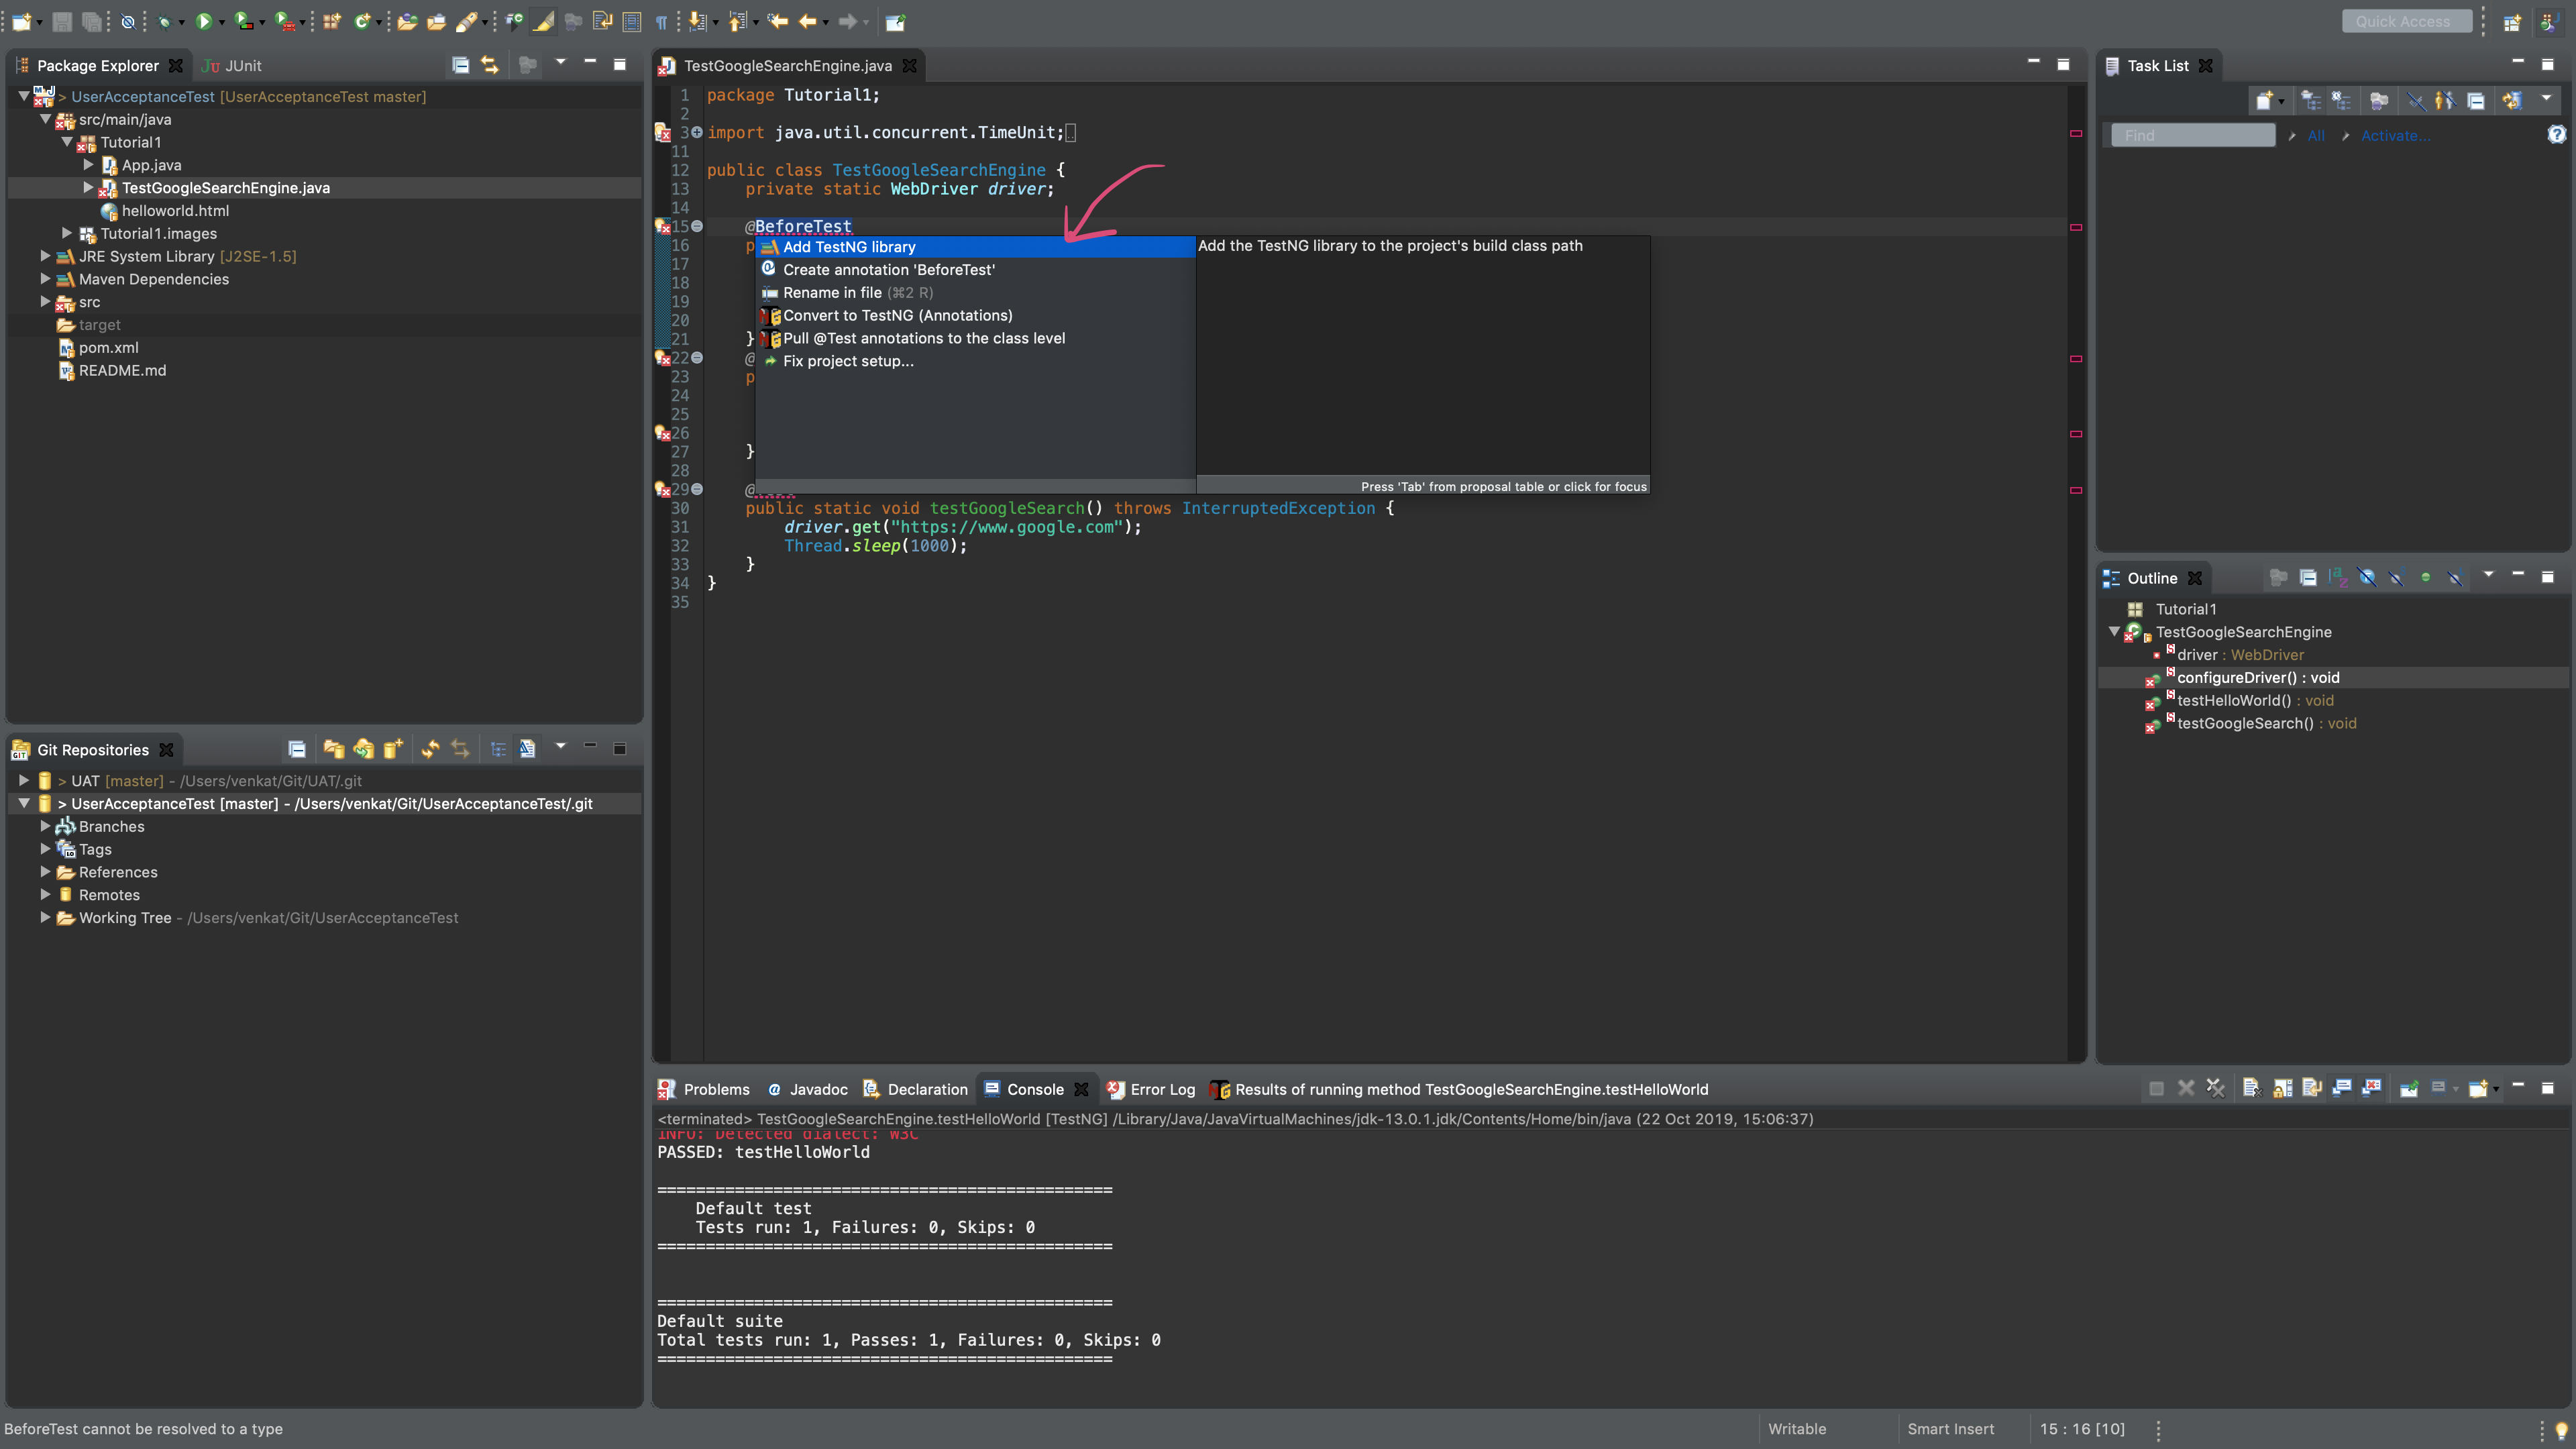 Quick Access
Package Explorer
JUnit
> UserAcceptanceTest [UserAcceptanceTest master]
src/main/java
Tutorial1
App.java
TestGoogleSearchEngine.java
helloworld.html
Tutorial1.images
JRE System Library [J2SE-1.5]
Maven Dependencies
src
target
pom.xml
README.md
Git Repositories
> UAT [master] - /Users/venkat/Git/UAT/.git
> UserAcceptanceTest [master] - /Users/venkat/Git/UserAcceptanceTest/.git
Branches
Tags
References
Remotes
Working Tree - /Users/venkat/Git/UserAcceptanceTest
TestGoogleSearchEngine.java
1 package Tutorial1;
2
3 import java.util.concurrent.TimeUnit;
11
12 public class TestGoogleSearchEngine {
13 private static WebDriver driver;
14
15 @BeforeTest
16 p
17
18
19
20
21 }
22 @
23 p
24
25
26
27 }
28
29 @
30 public static void testGoogleSearch() throws InterruptedException {
31 driver.get("https://www.google.com");
32 Thread.sleep(1000);
33 }
34 }
35
Add TestNG library
Create annotation 'BeforeTest'
Rename in file (⌘2 R)
Convert to TestNG (Annotations)
Pull @Test annotations to the class level
Fix project setup...
Add the TestNG library to the project's build class path
Press 'Tab' from proposal table or click for focus
Task List
Find
All
Activate...
Outline
Tutorial1
TestGoogleSearchEngine
driver : WebDriver
configureDriver() : void
testHelloWorld() : void
testGoogleSearch() : void
Problems
@ Javadoc
Declaration
Console
Error Log
Results of running method TestGoogleSearchEngine.testHelloWorld
<terminated> TestGoogleSearchEngine.testHelloWorld [TestNG] /Library/Java/JavaVirtualMachines/jdk-13.0.1.jdk/Contents/Home/bin/java (22 Oct 2019, 15:06:37)
INFO: Detected dialect: W3C
PASSED: testHelloWorld
===============================================
Default test
Tests run: 1, Failures: 0, Skips: 0
===============================================
===============================================
Default suite
Total tests run: 1, Passes: 1, Failures: 0, Skips: 0
===============================================
BeforeTest cannot be resolved to a type
Writable
Smart Insert
15 : 16 [10]